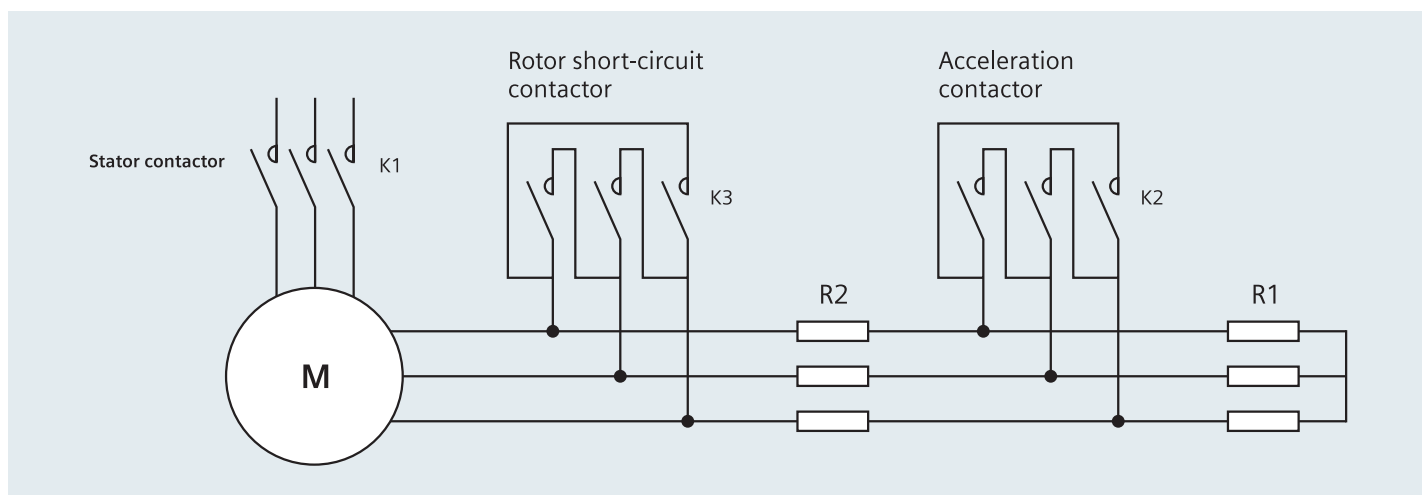 Rotor short-circuit
contactor
Acceleration
contactor
Stator contactor
K1
K3
K2
R2
R1
M